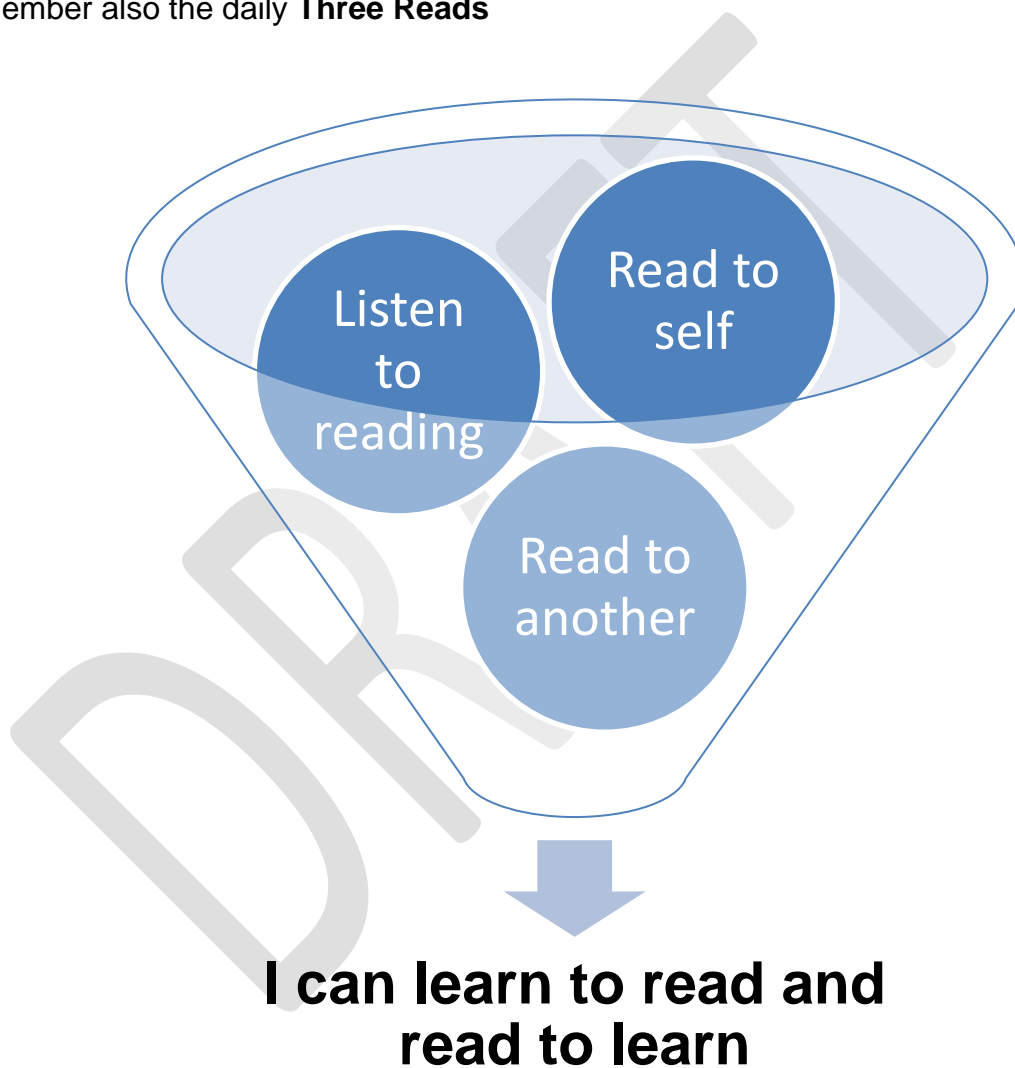 ember also the daily Three Reads
Listen
to
reading
Read to
self
Read to
another
I can learn to read and
read to learn
DRAFT